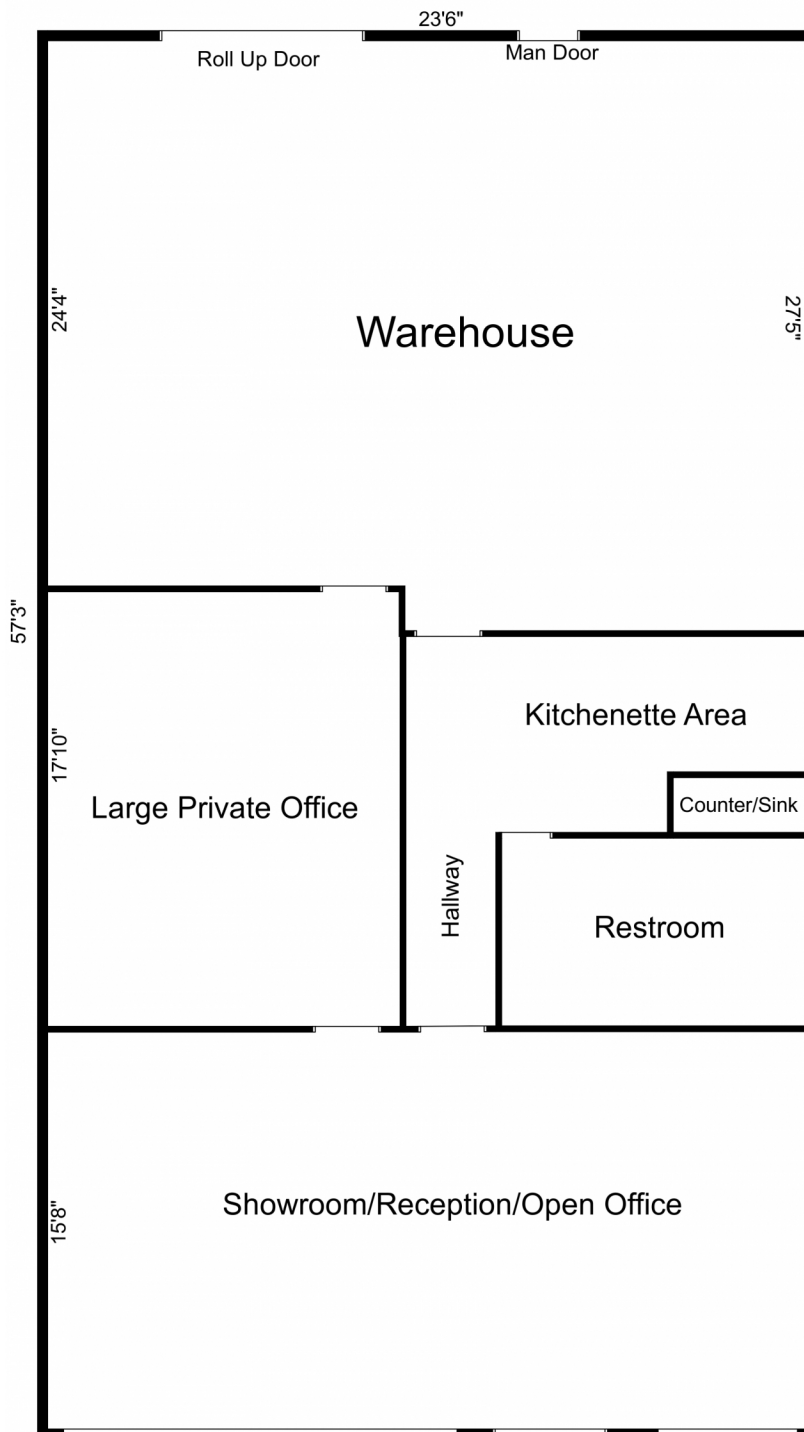 23'6"
Roll Up Door
Man Door
24'4"
27'5"
Warehouse
57'3"
Kitchenette Area
17'10"
Large Private Office
Counter/Sink
Hallway
Restroom
Showroom/Reception/Open Office
15'8"